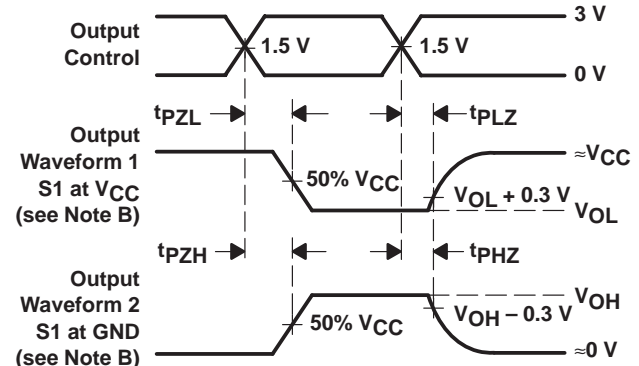 Output
Control
1.5 V
1.5 V
3 V
0 V
tPZL
tPLZ
Output
Waveform 1
S1 at VCC
(see Note B)
50% VCC
≈VCC
VOL + 0.3 V
VOL
tPZH
tPHZ
Output
Waveform 2
S1 at GND
(see Note B)
50% VCC
VOH
VOH – 0.3 V
≈0 V